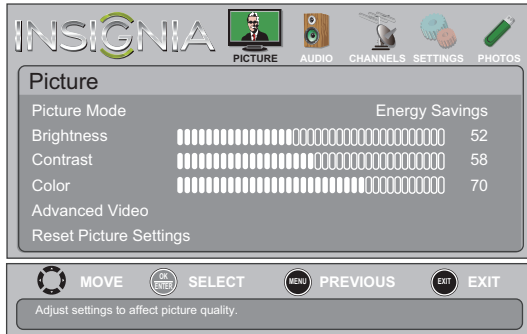 INSIGNIA
PICTURE AUDIO CHANNELS SETTINGS PHOTOS
Picture
Picture Mode Energy Savings
Brightness 52
Contrast 58
Color 70
Advanced Video
Reset Picture Settings
MOVE OK ENTER SELECT MENU PREVIOUS EXIT EXIT
Adjust settings to affect picture quality.